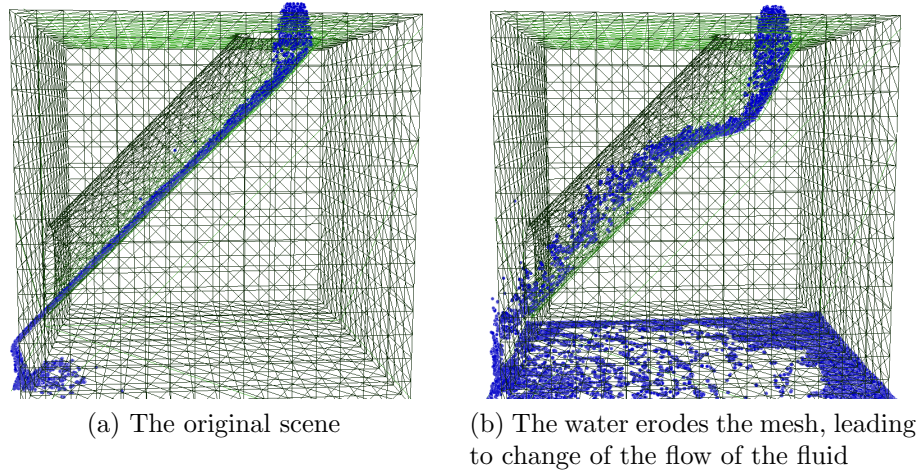 (a) The original scene
(b) The water erodes the mesh, leading
to change of the flow of the fluid